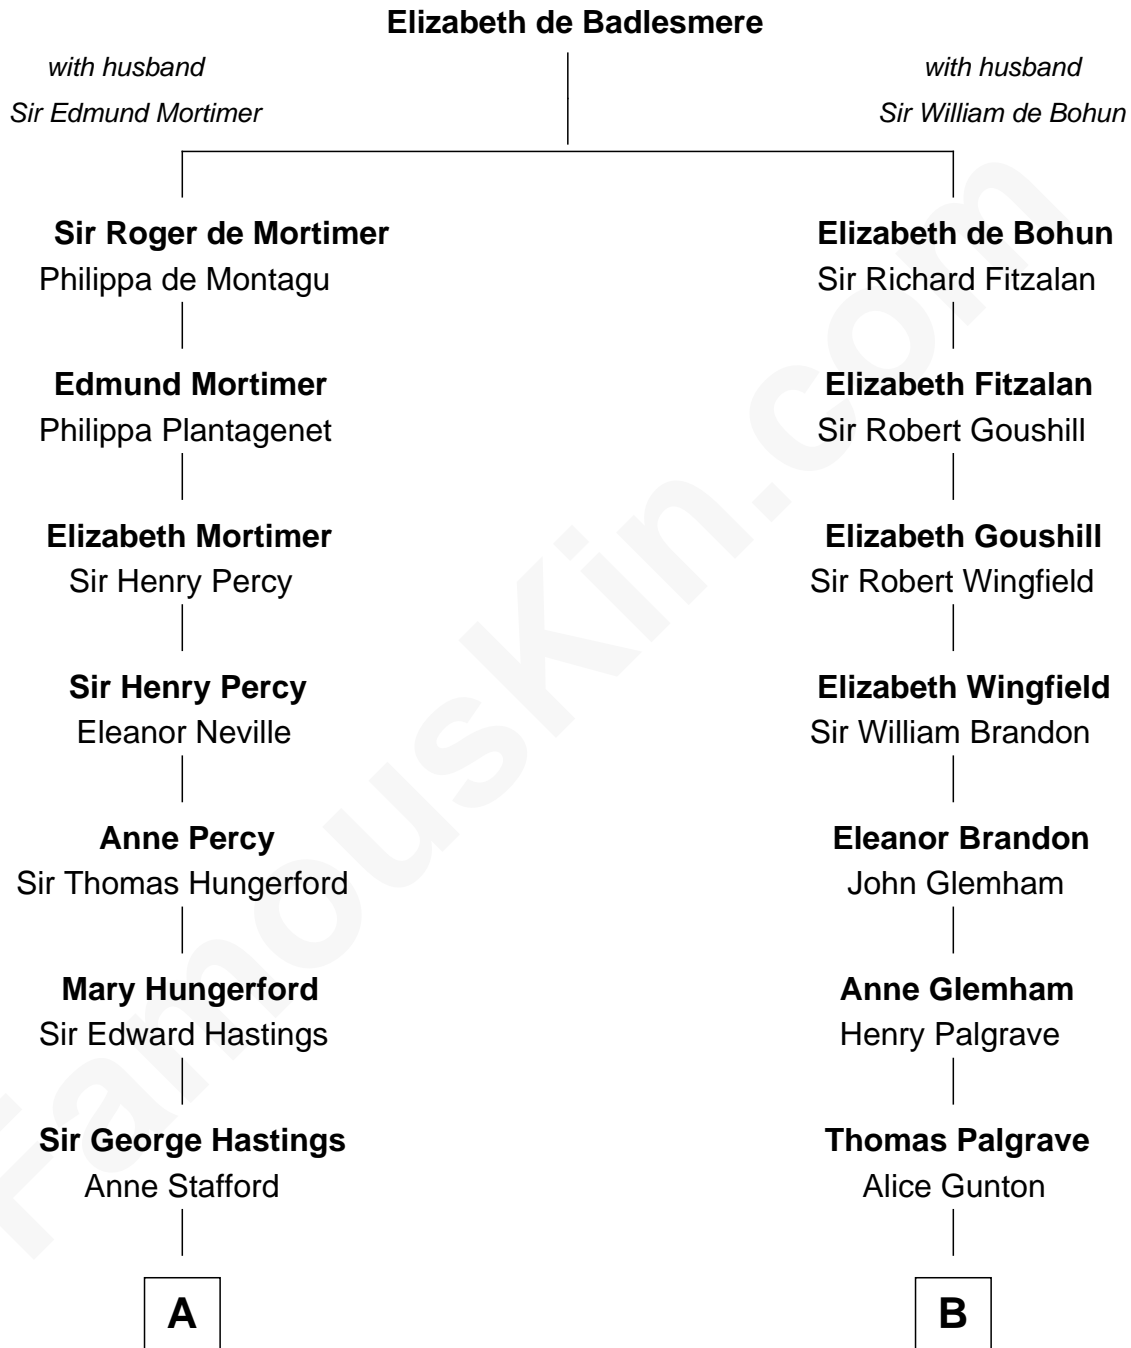 Elizabeth de Badlesmere
with husband
Sir Edmund Mortimer
with husband
Sir William de Bohun
Sir Roger de Mortimer
Philippa de Montagu
Elizabeth de Bohun
Sir Richard Fitzalan
Edmund Mortimer
Philippa Plantagenet
Elizabeth Fitzalan
Sir Robert Goushill
Elizabeth Mortimer
Sir Henry Percy
Elizabeth Goushill
Sir Robert Wingfield
Sir Henry Percy
Eleanor Neville
Elizabeth Wingfield
Sir William Brandon
Anne Percy
Sir Thomas Hungerford
Eleanor Brandon
John Glemham
Mary Hungerford
Sir Edward Hastings
Anne Glemham
Henry Palgrave
Sir George Hastings
Anne Stafford
Thomas Palgrave
Alice Gunton
A
B
FamousKin.com